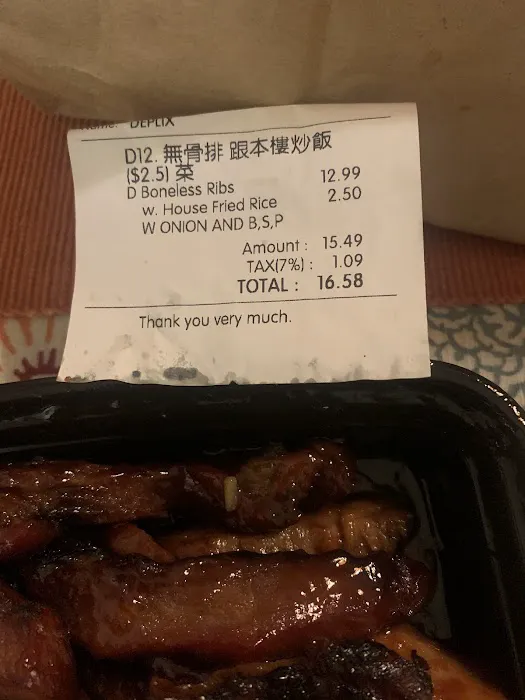 Name: DEPLIX
D12. 無骨排 跟本樓炒飯
($2.5) 菜
D Boneless Ribs 12.99
w. House Fried Rice 2.50
W ONION AND B,S,P
Amount : 15.49
TAX(7%) : 1.09
TOTAL : 16.58
Thank you very much.